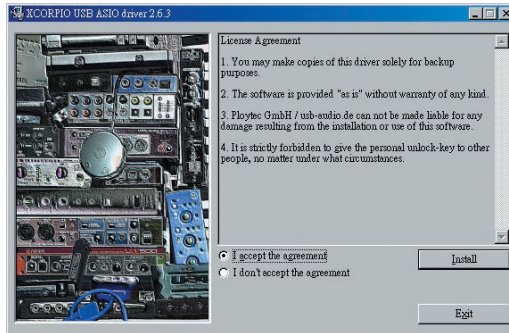 XCORPIO USB ASIO driver 2.6.3
License Agreement
1. You may make copies of this driver solely for backup
purposes.
2. The software is provided "as is" without warranty of any kind.
3. Ploytec GmbH / usb-audio.de can not be made liable for any
damage resulting from the installation or use of this software.
4. It is strictly forbidden to give the personal unlock-key to other
people, no matter under what circumstances.
I accept the agreement
I don't accept the agreement
Install
Exit